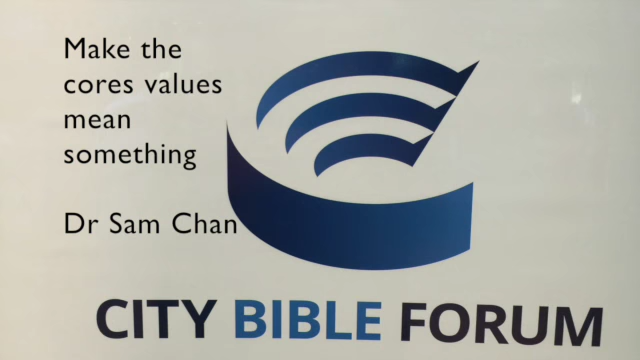 Make the
cores values
mean
something
Dr Sam Chan
CITY BIBLE FORUM